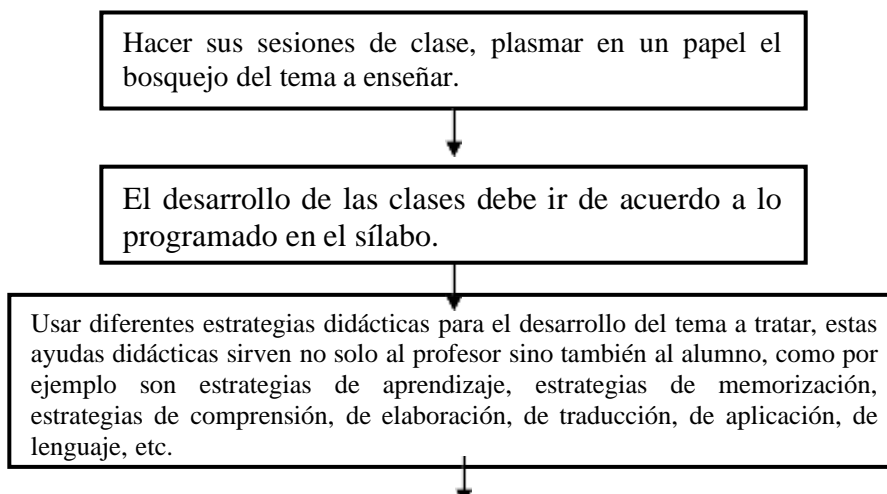 Hacer sus sesiones de clase, plasmar en un papel el
bosquejo del tema a enseñar.
El desarrollo de las clases debe ir de acuerdo a lo
programado en el sílabo.
Usar diferentes estrategias didácticas para el desarrollo del tema a tratar, estas
ayudas didácticas sirven no solo al profesor sino también al alumno, como por
ejemplo son estrategias de aprendizaje, estrategias de memorización,
estrategias de comprensión, de elaboración, de traducción, de aplicación, de
lenguaje, etc.